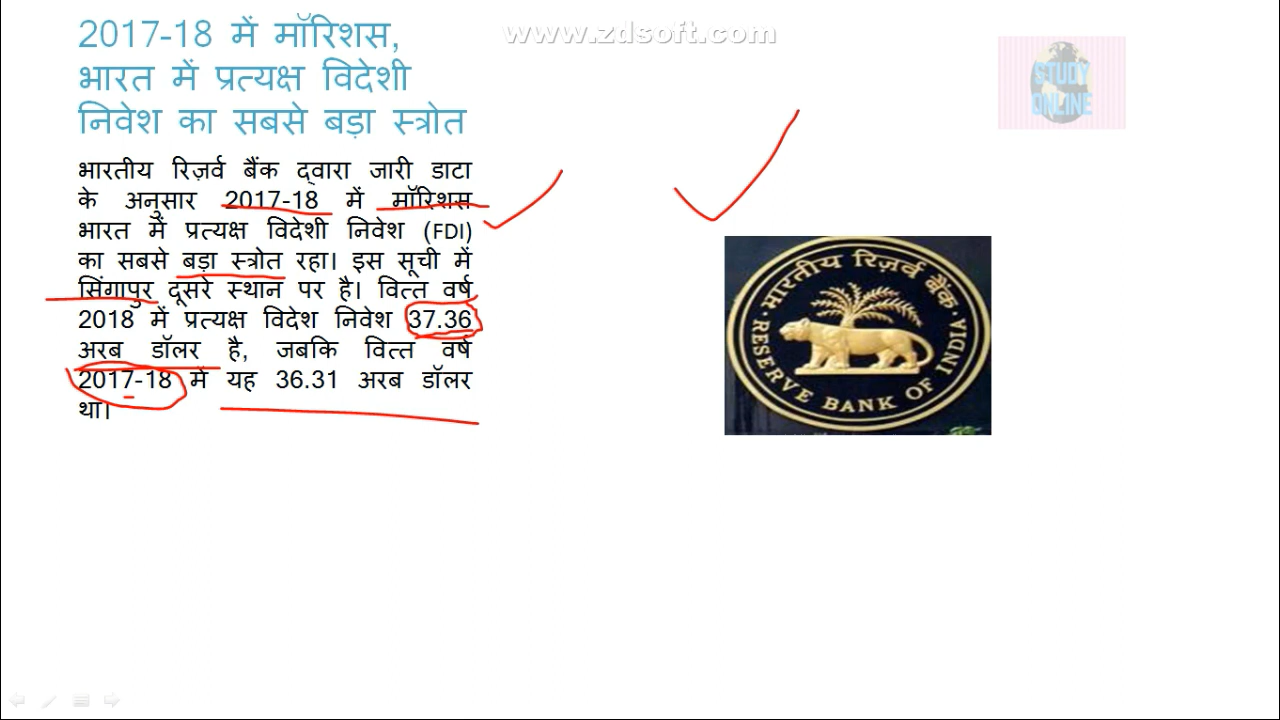 2017-18 में मॉरिशस,
भारत में प्रत्यक्ष विदेशी
निवेश का सबसे बड़ा स्त्रोत
भारतीय रिज़र्व बैंक द्वारा जारी डाटा
के अनुसार 2017-18 में मॉरिशस
भारत में प्रत्यक्ष विदेशी निवेश (FDI)
का सबसे बड़ा स्त्रोत रहा। इस सूची में
सिंगापुर दूसरे स्थान पर है। वित्त वर्ष
2018 में प्रत्यक्ष विदेश निवेश 37.36
अरब डॉलर है, जबकि वित्त वर्ष
2017-18 में यह 36.31 अरब डॉलर
था।
www.zdsoft.com
STUDY
ONLINE
भारतीय रिज़र्व बैंक
RESERVE BANK OF INDIA